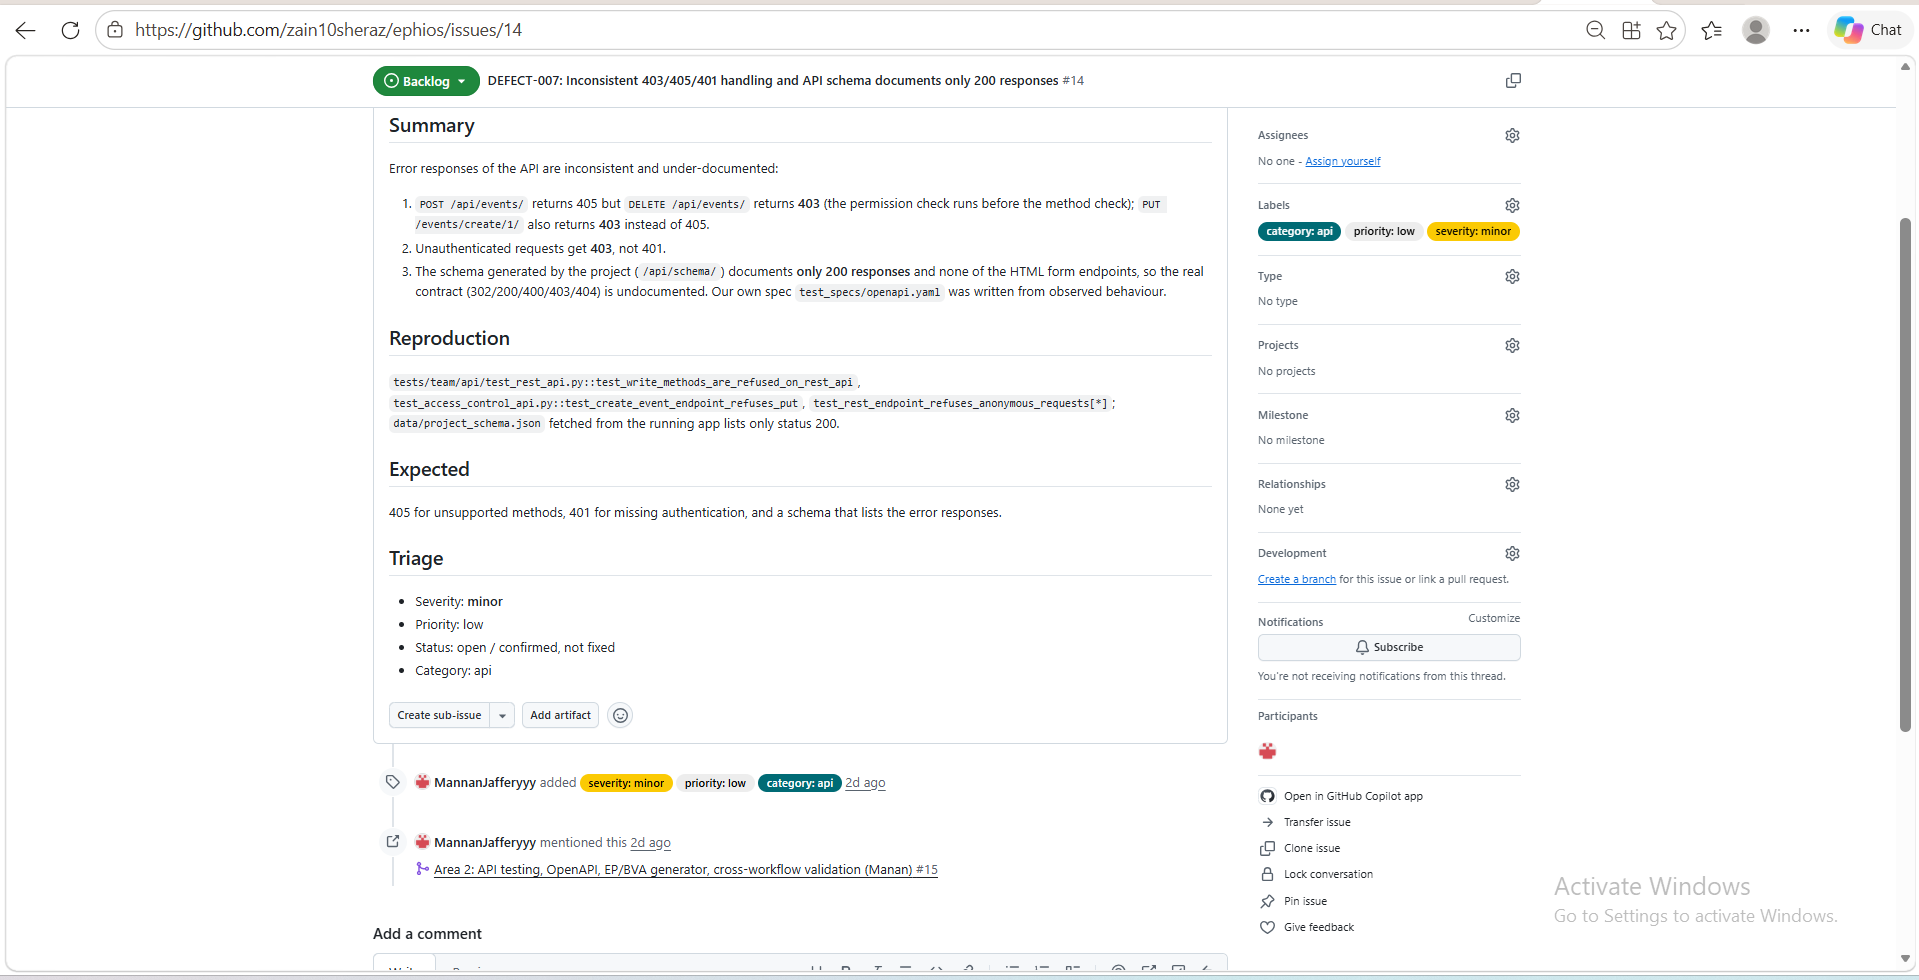 https://github.com/zain10sheraz/ephios/issues/14
Chat
Backlog
DEFECT-007: Inconsistent 403/405/401 handling and API schema documents only 200 responses #14
Summary
Error responses of the API are inconsistent and under-documented:
1. POST /api/events/ returns 405 but DELETE /api/events/ returns 403 (the permission check runs before the method check); PUT
/events/create/1/ also returns 403 instead of 405.
2. Unauthenticated requests get 403, not 401.
3. The schema generated by the project ( /api/schema/ ) documents only 200 responses and none of the HTML form endpoints, so the real
contract (302/200/400/403/404) is undocumented. Our own spec test_specs/openapi.yaml was written from observed behaviour.
Reproduction
tests/team/api/test_rest_api.py::test_write_methods_are_refused_on_rest_api ,
test_access_control_api.py::test_create_event_endpoint_refuses_put , test_rest_endpoint_refuses_anonymous_requests[*] ;
data/project_schema.json fetched from the running app lists only status 200.
Expected
405 for unsupported methods, 401 for missing authentication, and a schema that lists the error responses.
Triage
• Severity: minor
• Priority: low
• Status: open / confirmed, not fixed
• Category: api
Create sub-issue
Add artifact
MannanJafferyyy added severity: minor priority: low category: api 2d ago
MannanJafferyyy mentioned this 2d ago
Area 2: API testing, OpenAPI, EP/BVA generator, cross-workflow validation (Manan) #15
Add a comment
Assignees
No one - Assign yourself
Labels
category: api priority: low severity: minor
Type
No type
Projects
No projects
Milestone
No milestone
Relationships
None yet
Development
Create a branch for this issue or link a pull request.
Notifications
Customize
Subscribe
You're not receiving notifications from this thread.
Participants
Open in GitHub Copilot app
Transfer issue
Clone issue
Lock conversation
Pin issue
Give feedback
Activate Windows
Go to Settings to activate Windows.